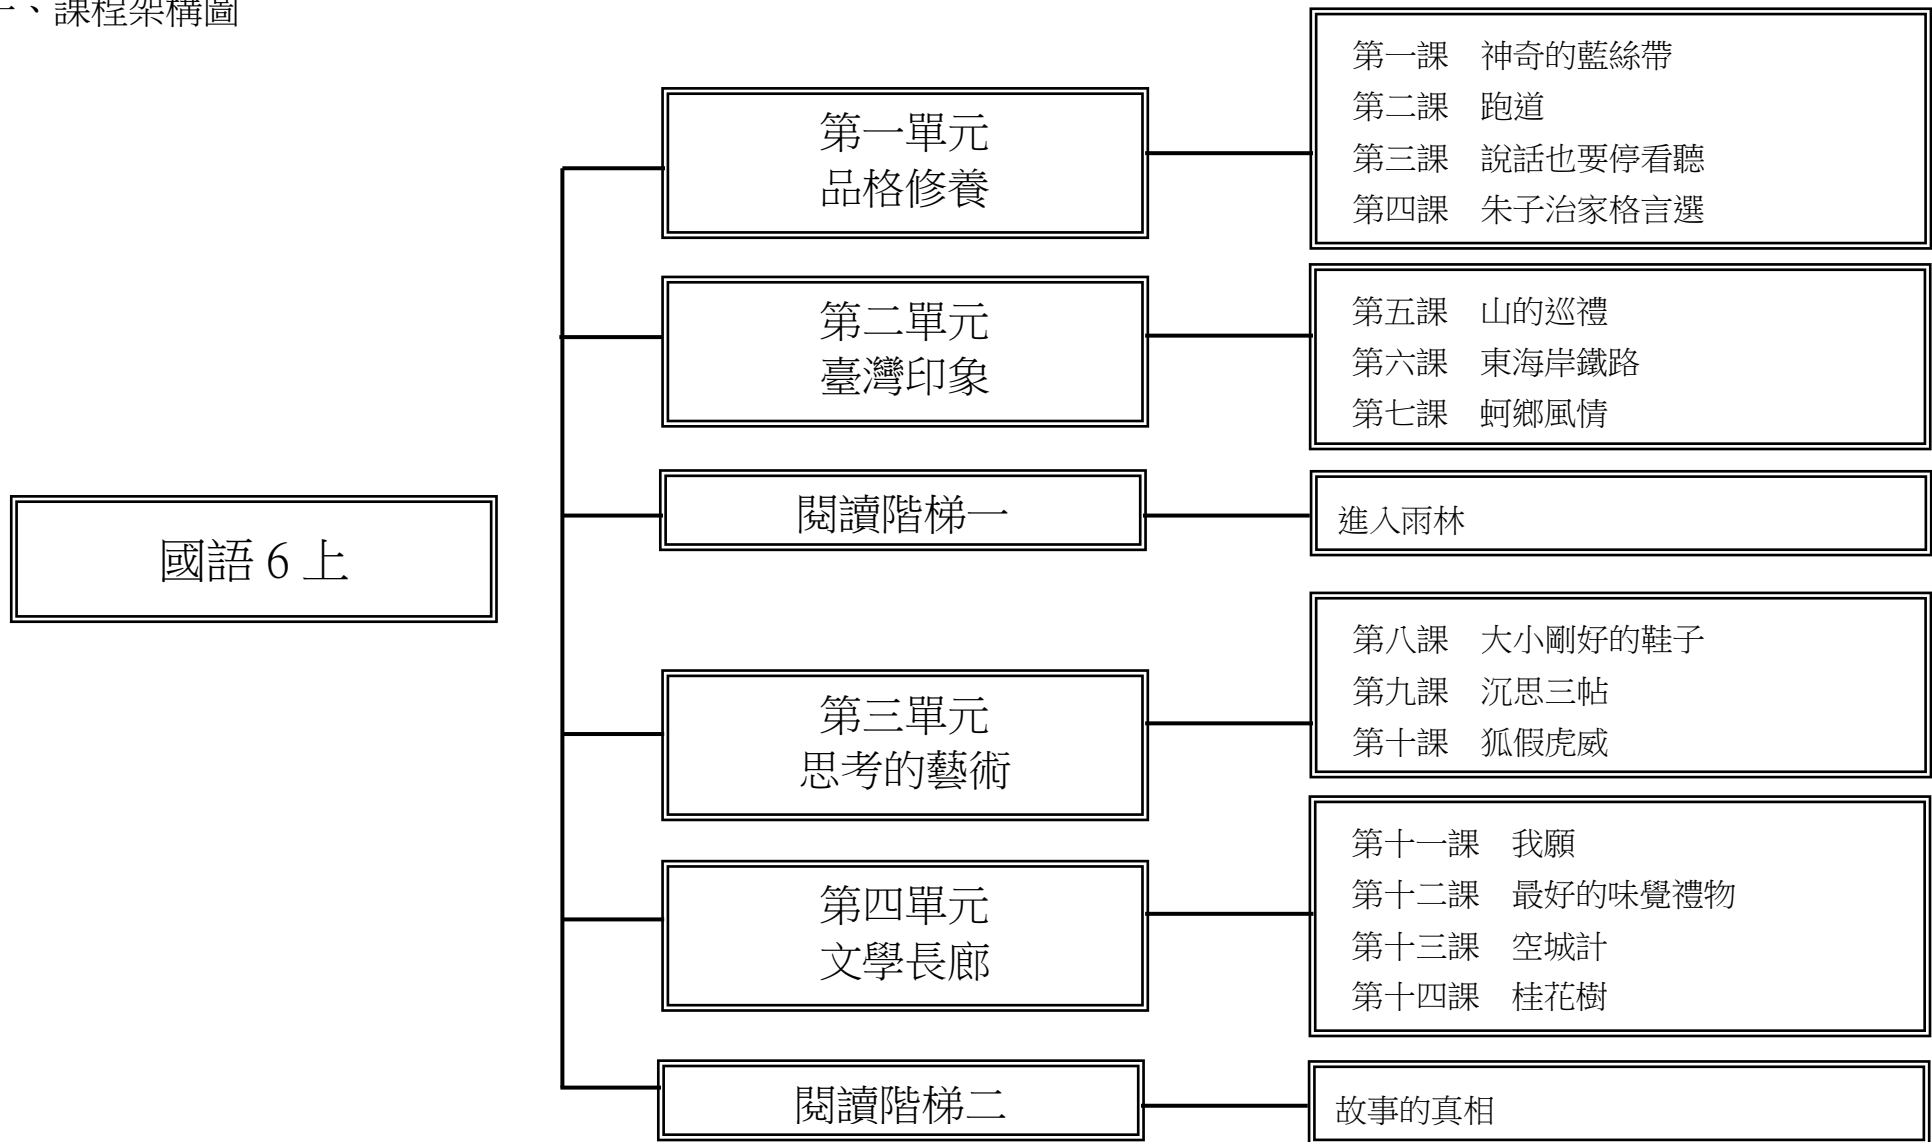 一、課程架構圖
國語 6 上
第一單元
品格修養
第一課　神奇的藍絲帶
第二課　跑道
第三課　說話也要停看聽
第四課　朱子治家格言選
第二單元
臺灣印象
第五課　山的巡禮
第六課　東海岸鐵路
第七課　蚵鄉風情
閱讀階梯一
進入雨林
第三單元
思考的藝術
第八課　大小剛好的鞋子
第九課　沉思三帖
第十課　狐假虎威
第四單元
文學長廊
第十一課　我願
第十二課　最好的味覺禮物
第十三課　空城計
第十四課　桂花樹
閱讀階梯二
故事的真相